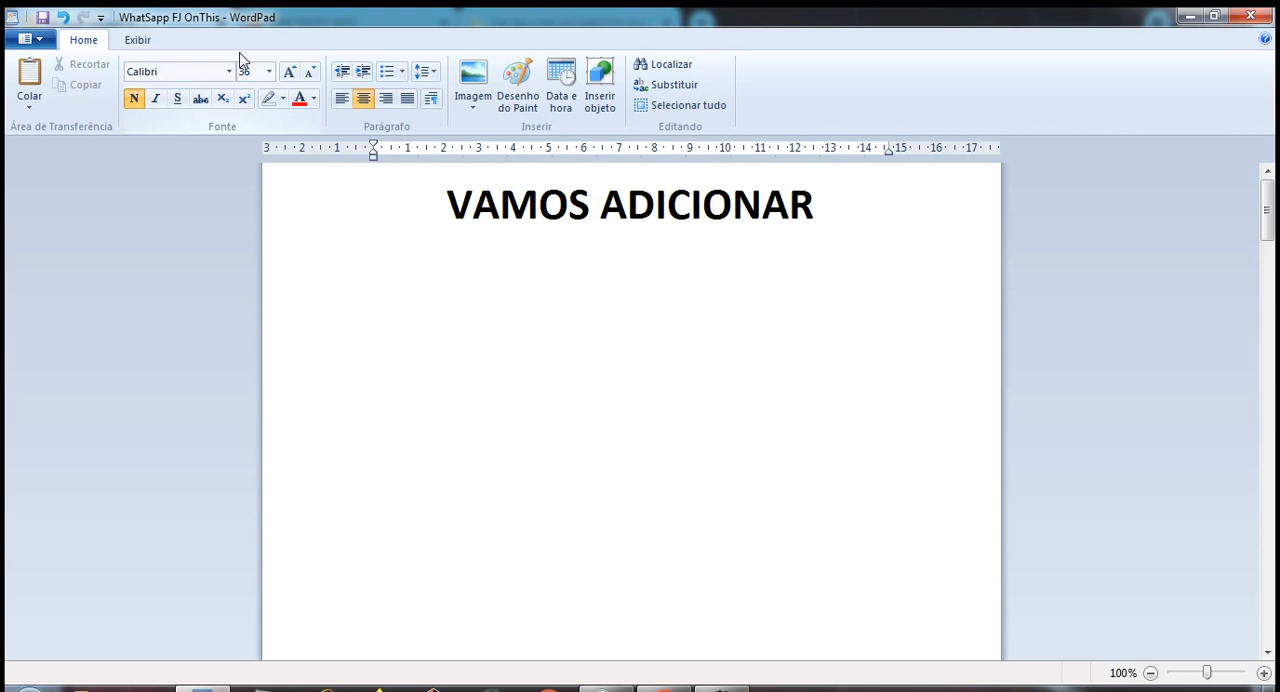 WhatSapp FJ OnThis - WordPad
Home Exibir
Colar
Recortar
Copiar
Área de Transferência
Calibri 36
N I S abc X₂ X² A
Fonte
Parágrafo
Imagem
Desenho do Paint
Data e hora
Inserir objeto
Inserir
Localizar
Substituir
Selecionar tudo
Editando
3 2 1 1 2 3 4 5 6 7 8 9 10 11 12 13 14 15 16 17
VAMOS ADICIONAR
100%